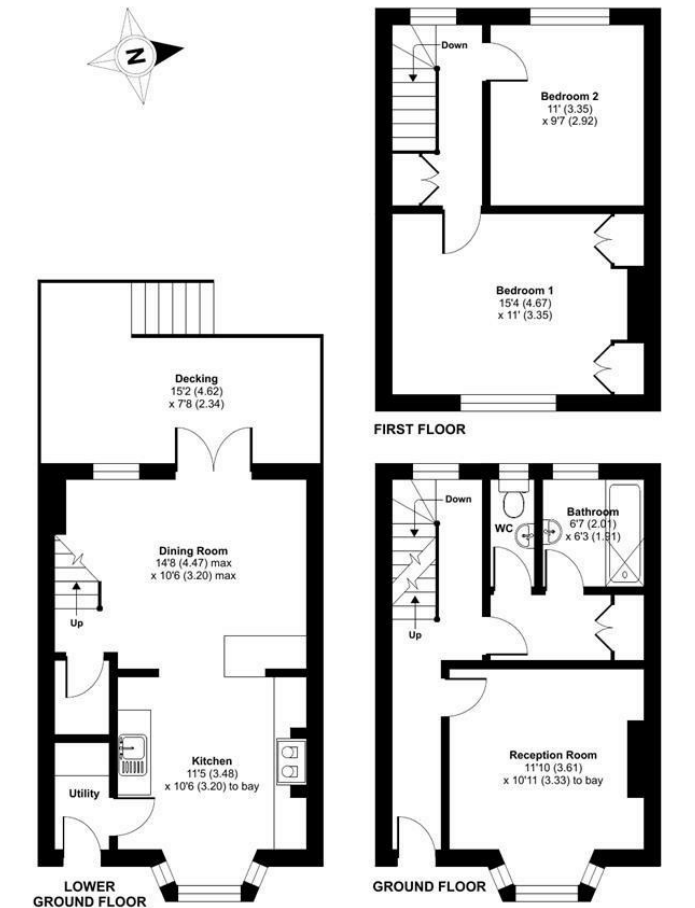 N
Down
Bedroom 2
11' (3.35)
x 9'7 (2.92)
Bedroom 1
15'4 (4.67)
x 11' (3.35)
FIRST FLOOR
Decking
15'2 (4.62)
x 7'8 (2.34)
Dining Room
14'8 (4.47) max
x 10'6 (3.20) max
Up
Kitchen
11'5 (3.48)
x 10'6 (3.20) to bay
Utility
LOWER
GROUND FLOOR
Down
WC
Bathroom
6'7 (2.01)
x 6'3 (1.91)
Up
Reception Room
11'10 (3.61)
x 10'11 (3.33) to bay
GROUND FLOOR